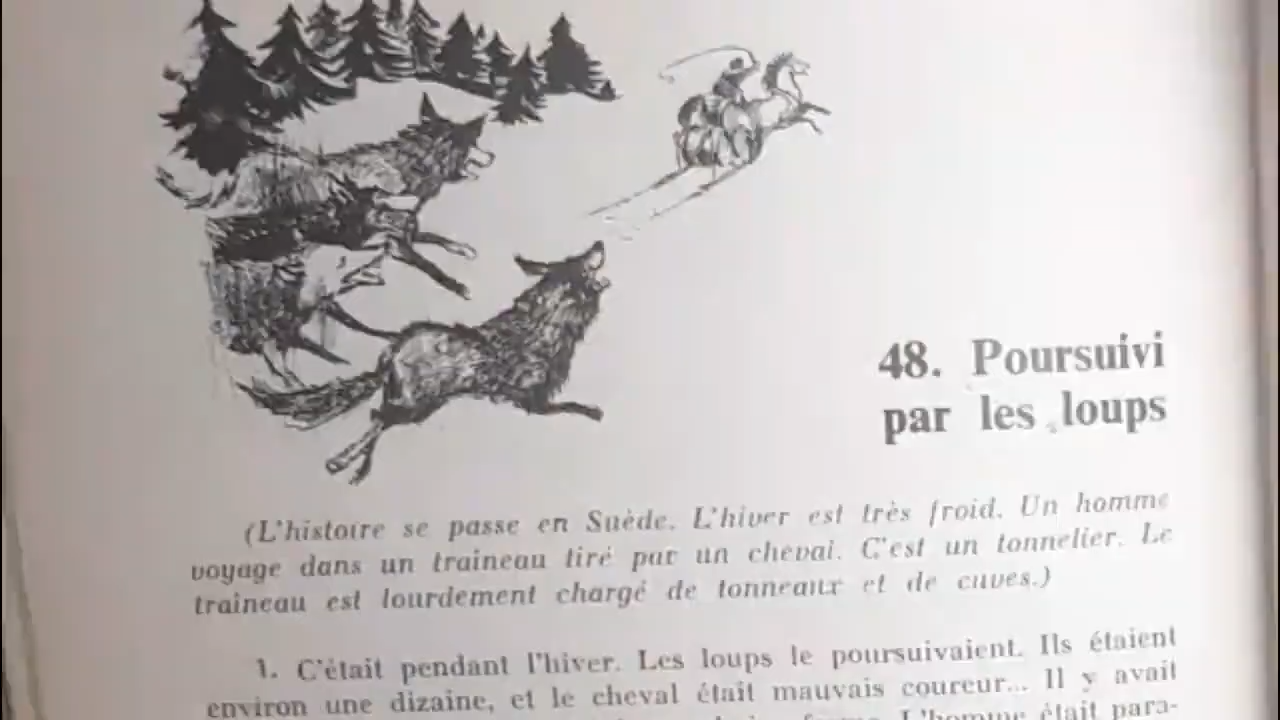 48. Poursuivi
par les loups
(L'histoire se passe en Suède. L'hiver est très froid. Un homme
voyage dans un traineau tiré par un cheval. C'est un tonnelier. Le
traineau est lourdement chargé de tonneaux et de cuves.)
1. C'était pendant l'hiver. Les loups le poursuivaient. Ils étaient
environ une dizaine, et le cheval était mauvais coureur... Il y avait
L'homme était para-